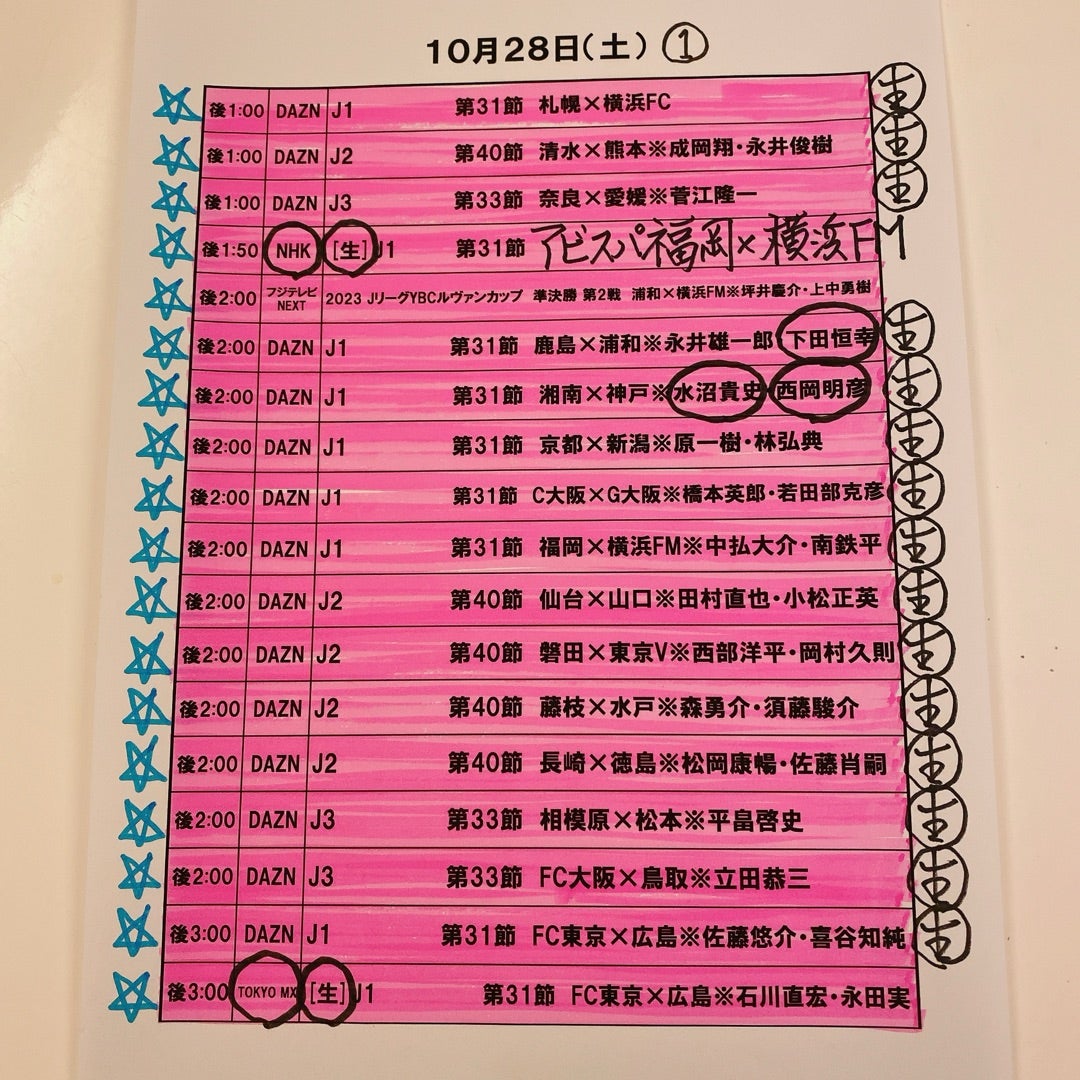 10月28日(土) ①
後1:00 DAZN J1 第31節 札幌×横浜FC 生
後1:00 DAZN J2 第40節 清水×熊本※成岡翔・永井俊樹 生
後1:00 DAZN J3 第33節 奈良×愛媛※菅江隆一 生
後1:50 NHK [生]J1 第31節 アビスパ福岡×横浜FM
後2:00 フジテレビNEXT 2023 JリーグYBCルヴァンカップ 準決勝 第2戦 浦和×横浜FM※坪井慶介・上中勇樹
後2:00 DAZN J1 第31節 鹿島×浦和※永井雄一郎・下田恒幸 生
後2:00 DAZN J1 第31節 湘南×神戸※水沼貴史・西岡明彦 生
後2:00 DAZN J1 第31節 京都×新潟※原一樹・林弘典 生
後2:00 DAZN J1 第31節 C大阪×G大阪※橋本英郎・若田部克彦 生
後2:00 DAZN J1 第31節 福岡×横浜FM※中払大介・南鉄平 生
後2:00 DAZN J2 第40節 仙台×山口※田村直也・小松正英 生
後2:00 DAZN J2 第40節 磐田×東京V※西部洋平・岡村久則 生
後2:00 DAZN J2 第40節 藤枝×水戸※森勇介・須藤駿介 生
後2:00 DAZN J2 第40節 長崎×徳島※松岡康暢・佐藤肖嗣 生
後2:00 DAZN J3 第33節 相模原×松本※平畠啓史 生
後2:00 DAZN J3 第33節 FC大阪×鳥取※立田恭三 生
後3:00 DAZN J1 第31節 FC東京×広島※佐藤悠介・喜谷知純 生
後3:00 TOKYO MX [生]J1 第31節 FC東京×広島※石川直宏・永田実